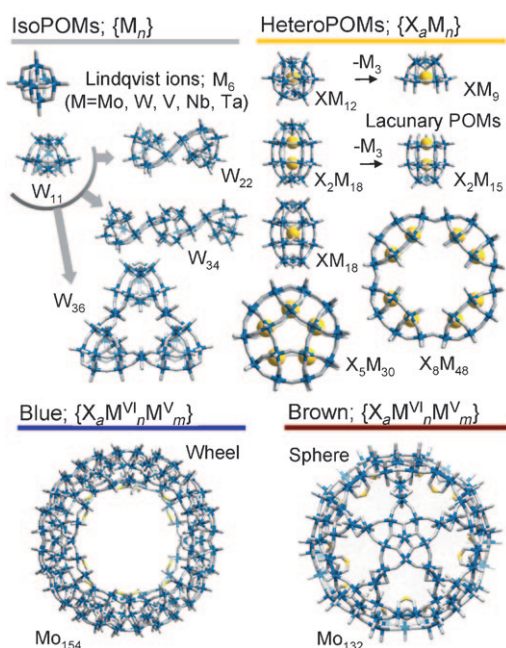 IsoPOMs; {Mₙ}
Lindqvist ions; M₆
(M=Mo, W, V, Nb, Ta)
W₁₁
W₂₂
W₃₄
W₃₆
HeteroPOMs; {XₐMₙ}
-M₃
XM₁₂
XM₉
Lacunary POMs
-M₃
X₂M₁₈
X₂M₁₅
XM₁₈
X₅M₃₀
X₈M₄₈
Blue; {XₐMⱽᴵₙMⱽₘ}
Wheel
Mo₁₅₄
Brown; {XₐMⱽᴵₙMⱽₘ}
Sphere
Mo₁₃₂